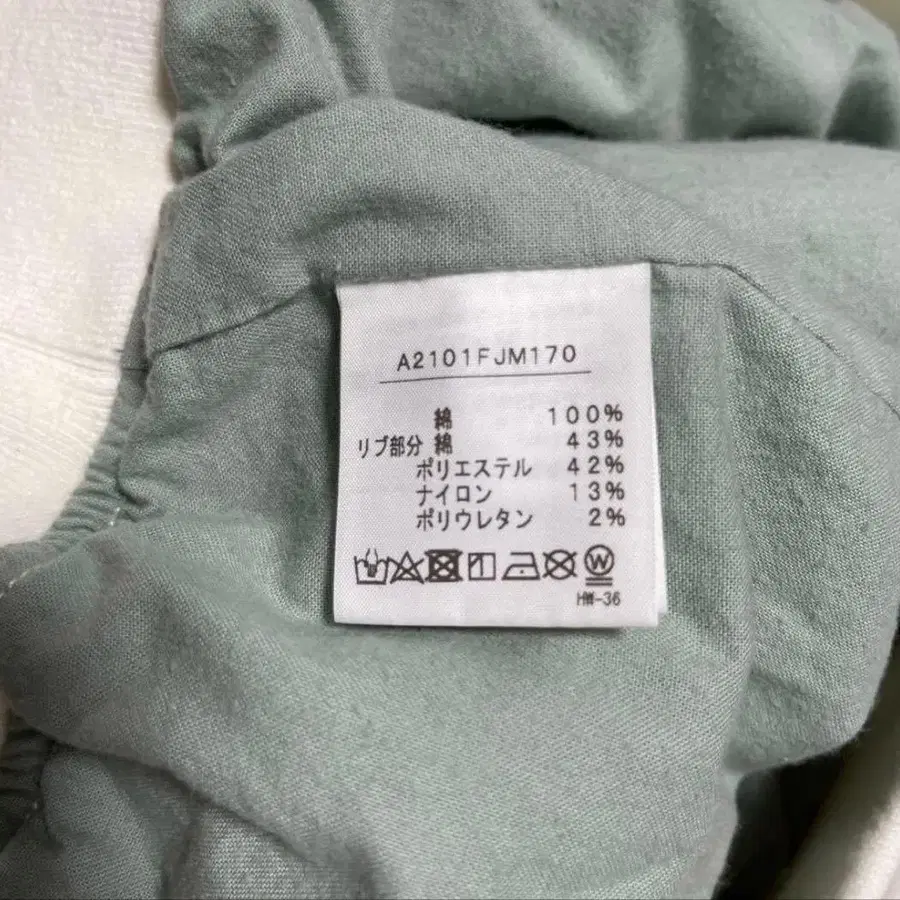 A2101FJM170
綿 100%
リブ部分 綿 43%
ポリエステル 42%
ナイロン 13%
ポリウレタン 2%
W
HW-36